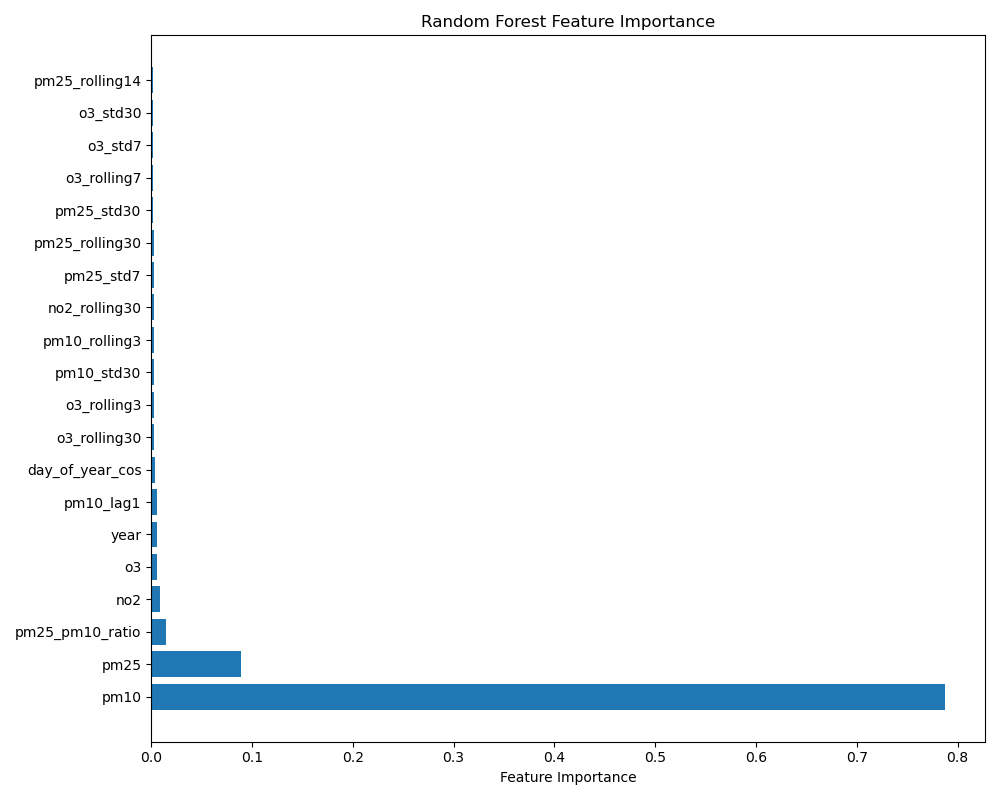 Random Forest Feature Importance
pm25_rolling14
o3_std30
o3_std7
o3_rolling7
pm25_std30
pm25_rolling30
pm25_std7
no2_rolling30
pm10_rolling3
pm10_std30
o3_rolling3
o3_rolling30
day_of_year_cos
pm10_lag1
year
o3
no2
pm25_pm10_ratio
pm25
pm10
0.0 0.1 0.2 0.3 0.4 0.5 0.6 0.7 0.8
Feature Importance